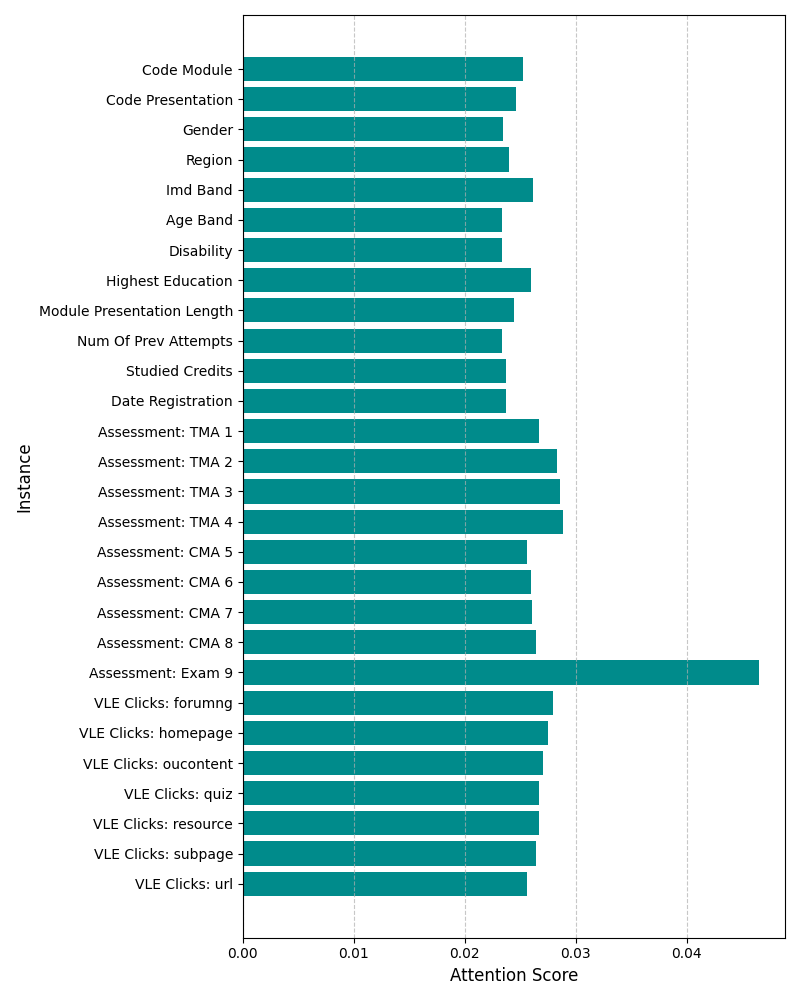 Code Module
Code Presentation
Gender
Region
Imd Band
Age Band
Disability
Highest Education
Module Presentation Length
Num Of Prev Attempts
Studied Credits
Date Registration
Assessment: TMA 1
Assessment: TMA 2
Assessment: TMA 3
Assessment: TMA 4
Assessment: CMA 5
Assessment: CMA 6
Assessment: CMA 7
Assessment: CMA 8
Assessment: Exam 9
VLE Clicks: forumng
VLE Clicks: homepage
VLE Clicks: oucontent
VLE Clicks: quiz
VLE Clicks: resource
VLE Clicks: subpage
VLE Clicks: url
Instance
0.00 0.01 0.02 0.03 0.04
Attention Score